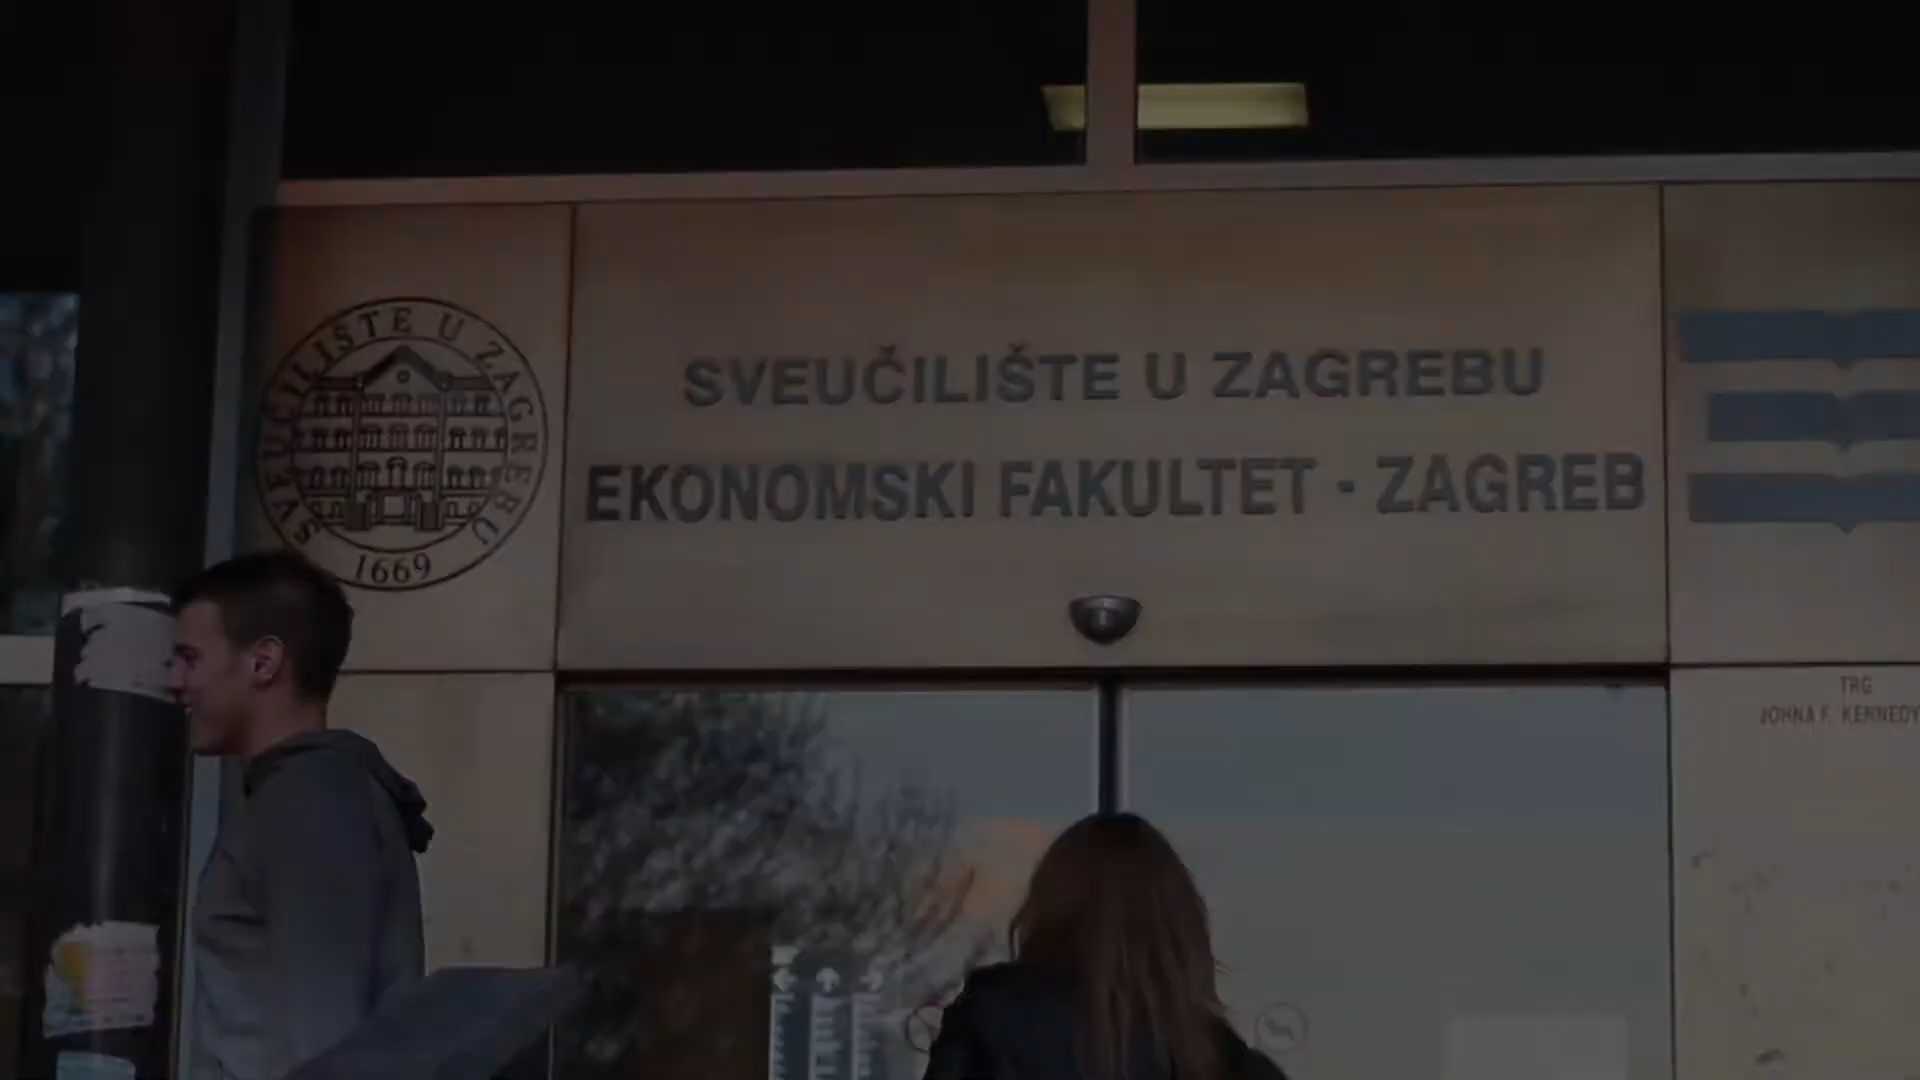 SVEUČILIŠTE U ZAGREBU
1669
SVEUČILIŠTE U ZAGREBU
EKONOMSKI FAKULTET - ZAGREB
TRG
JOHNA F. KENNEDY